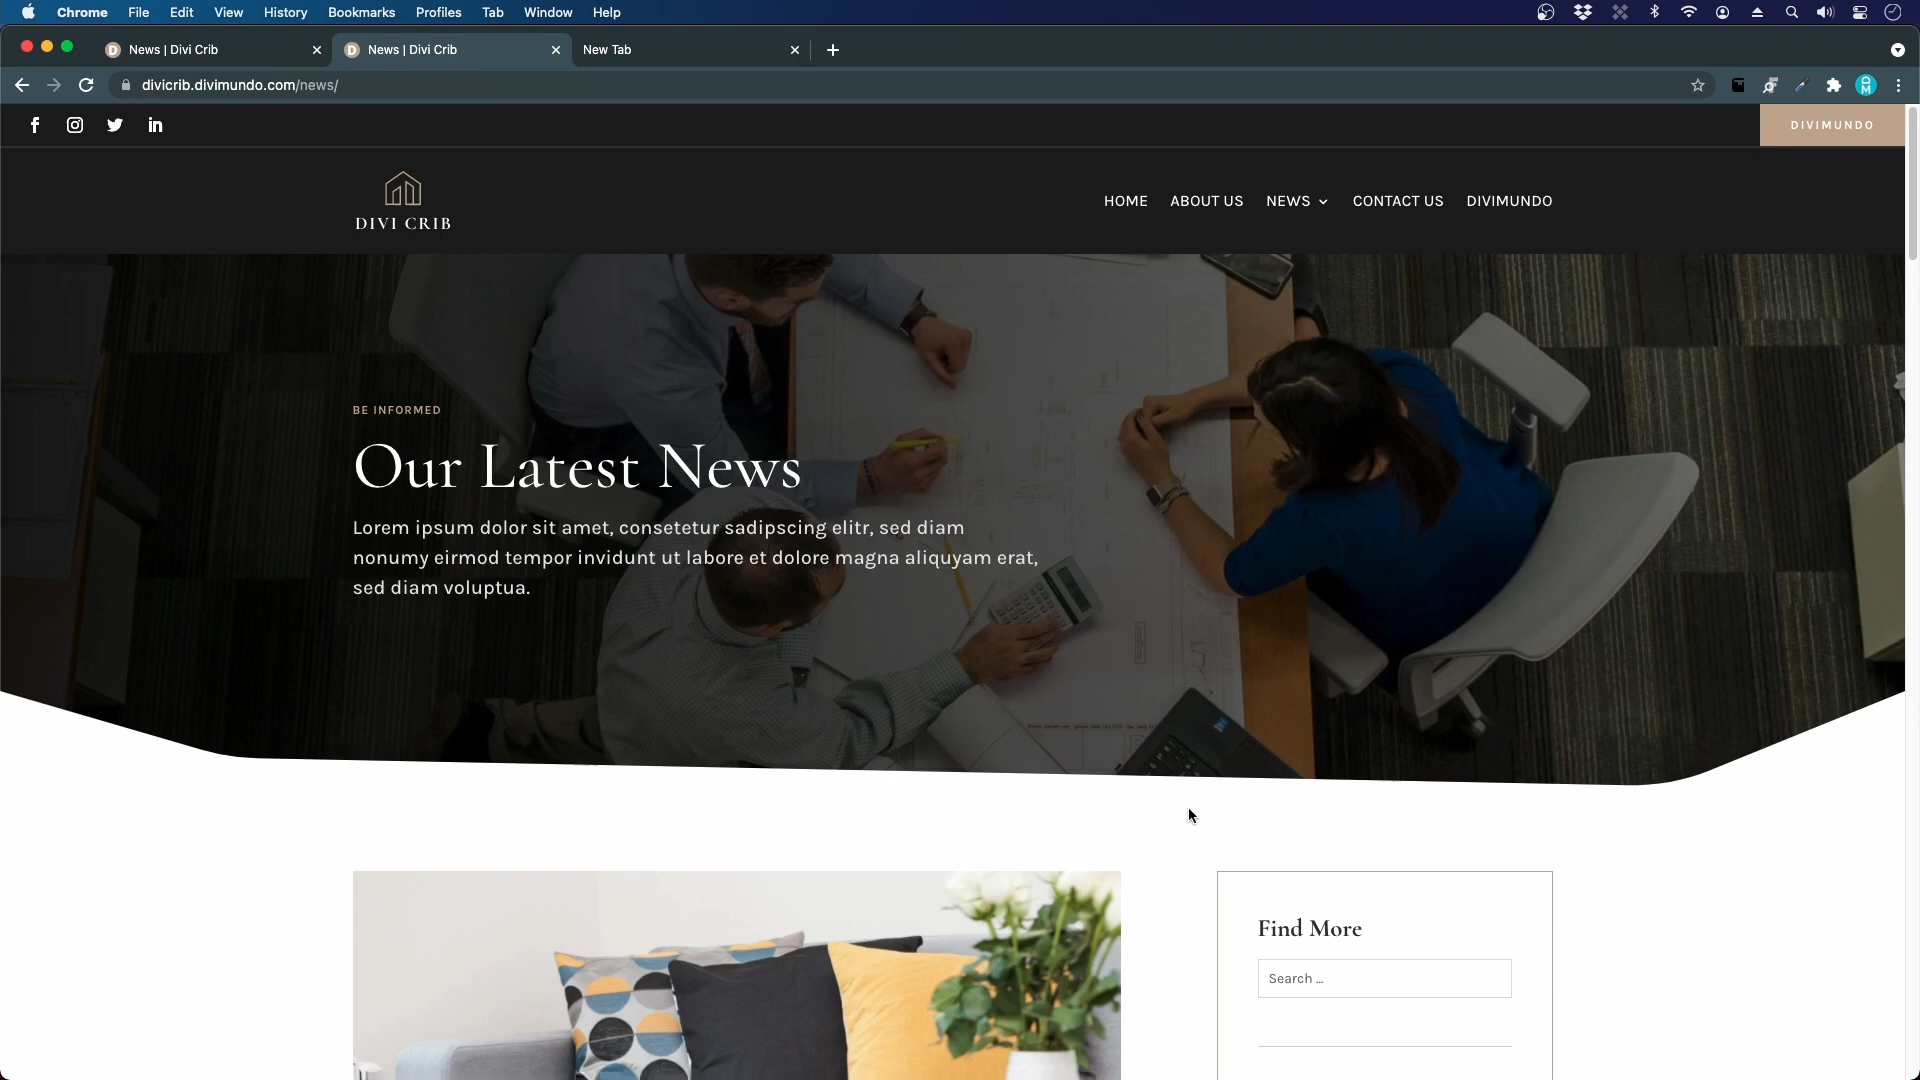 Chrome File Edit View History Bookmarks Profiles Tab Window Help
News | Divi Crib
News | Divi Crib
New Tab
divicrib.divimundo.com/news/
DIVIMUNDO
DIVI CRIB
HOME ABOUT US NEWS CONTACT US DIVIMUNDO
BE INFORMED
Our Latest News
Lorem ipsum dolor sit amet, consetetur sadipscing elitr, sed diam
nonumy eirmod tempor invidunt ut labore et dolore magna aliquyam erat,
sed diam voluptua.
Find More
Search …